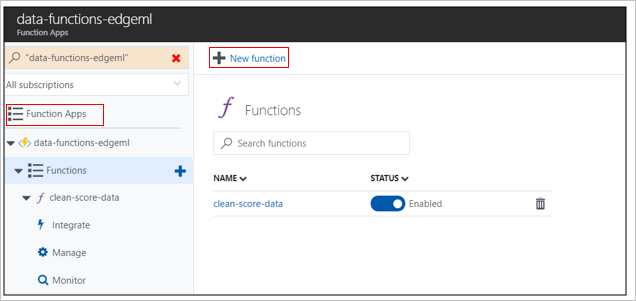 data-functions-edgeml
Function Apps
"data-functions-edgeml"
All subscriptions
Function Apps
data-functions-edgeml
Functions
clean-score-data
Integrate
Manage
Monitor
New function
Functions
Search functions
NAME STATUS
clean-score-data Enabled